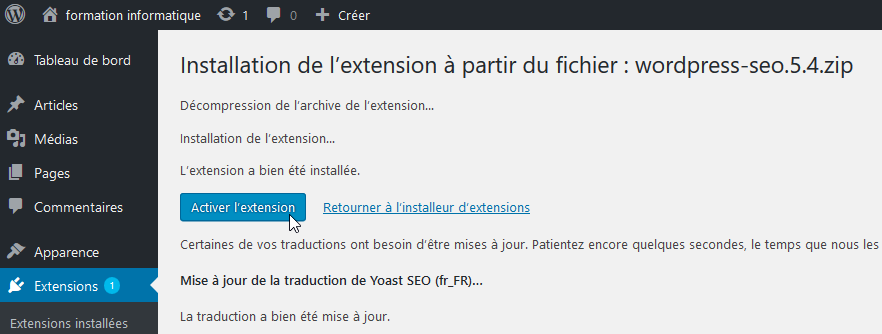 formation informatique 1 0 + Créer
Tableau de bord
Articles
Médias
Pages
Commentaires
Apparence
Extensions 1
Extensions installées
Installation de l’extension à partir du fichier : wordpress-seo.5.4.zip
Décompression de l’archive de l’extension…
Installation de l’extension…
L’extension a bien été installée.
Activer l’extension Retourner à l’installeur d’extensions
Certaines de vos traductions ont besoin d’être mises à jour. Patientez encore quelques secondes, le temps que nous les
Mise à jour de la traduction de Yoast SEO (fr_FR)…
La traduction a bien été mise à jour.